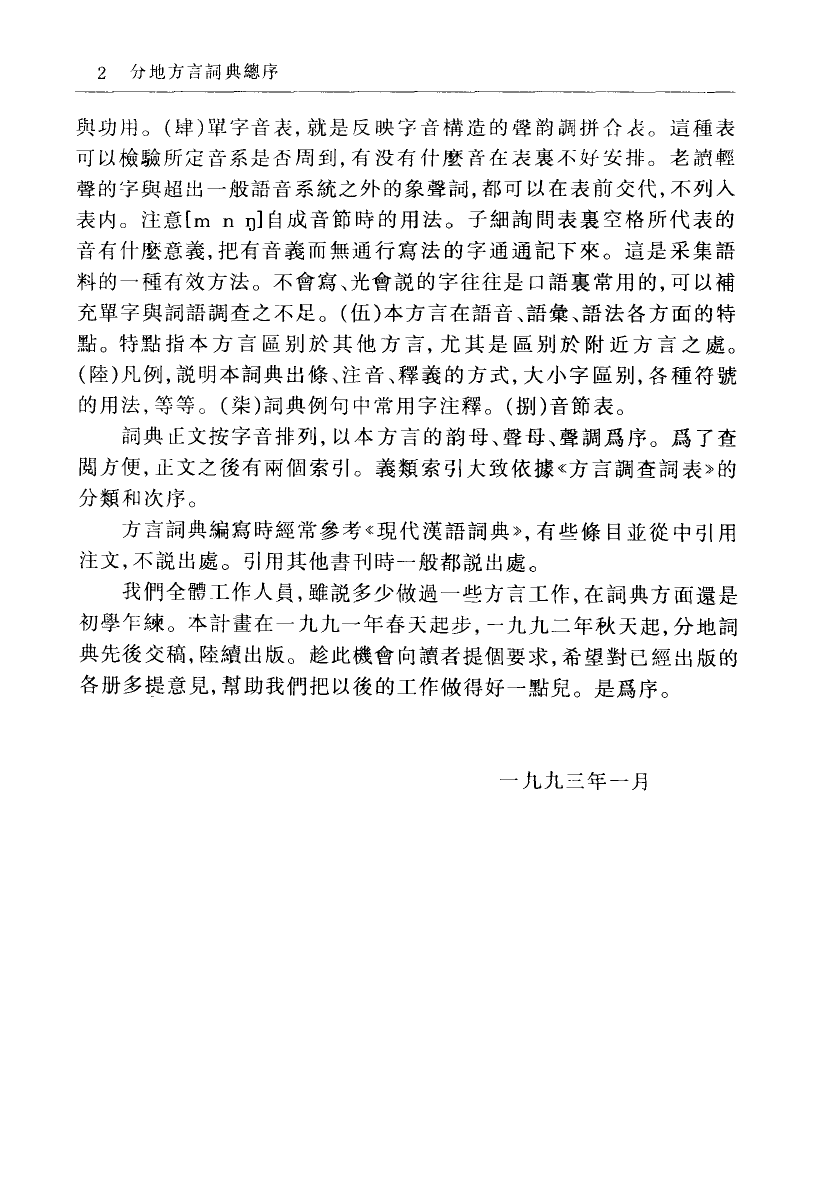 2 分地方言詞典總序
與功用。(肆)單字音表,就是反映字音構造的聲韵調拼合表。這種表
可以檢驗所定音系是否周到,有没有什麽音在表裏不好安排。老讀輕
聲的字與超出一般語音系統之外的象聲詞,都可以在表前交代,不列入
表内。注意[m n ŋ]自成音節時的用法。子細詢問表裏空格所代表的
音有什麽意義,把有音義而無通行寫法的字通通記下來。這是采集語
料的一種有效方法。不會寫、光會説的字往往是口語裏常用的,可以補
充單字與詞語調查之不足。(伍)本方言在語音、語彙、語法各方面的特
點。特點指本方言區别於其他方言,尤其是區别於附近方言之處。
(陸)凡例,説明本詞典出條、注音、釋義的方式,大小字區别,各種符號
的用法,等等。(柒)詞典例句中常用字注釋。(捌)音節表。
詞典正文按字音排列,以本方言的韵母、聲母、聲調爲序。爲了查
閲方便,正文之後有兩個索引。義類索引大致依據《方言調查詞表》的
分類和次序。
方言詞典編寫時經常參考《現代漢語詞典》,有些條目並從中引用
注文,不説出處。引用其他書刊時一般都説出處。
我們全體工作人員,雖説多少做過一些方言工作,在詞典方面還是
初學乍練。本計畫在一九九一年春天起步,一九九二年秋天起,分地詞
典先後交稿,陸續出版。趁此機會向讀者提個要求,希望對已經出版的
各册多提意見,幫助我們把以後的工作做得好一點兒。是爲序。
一九九三年一月